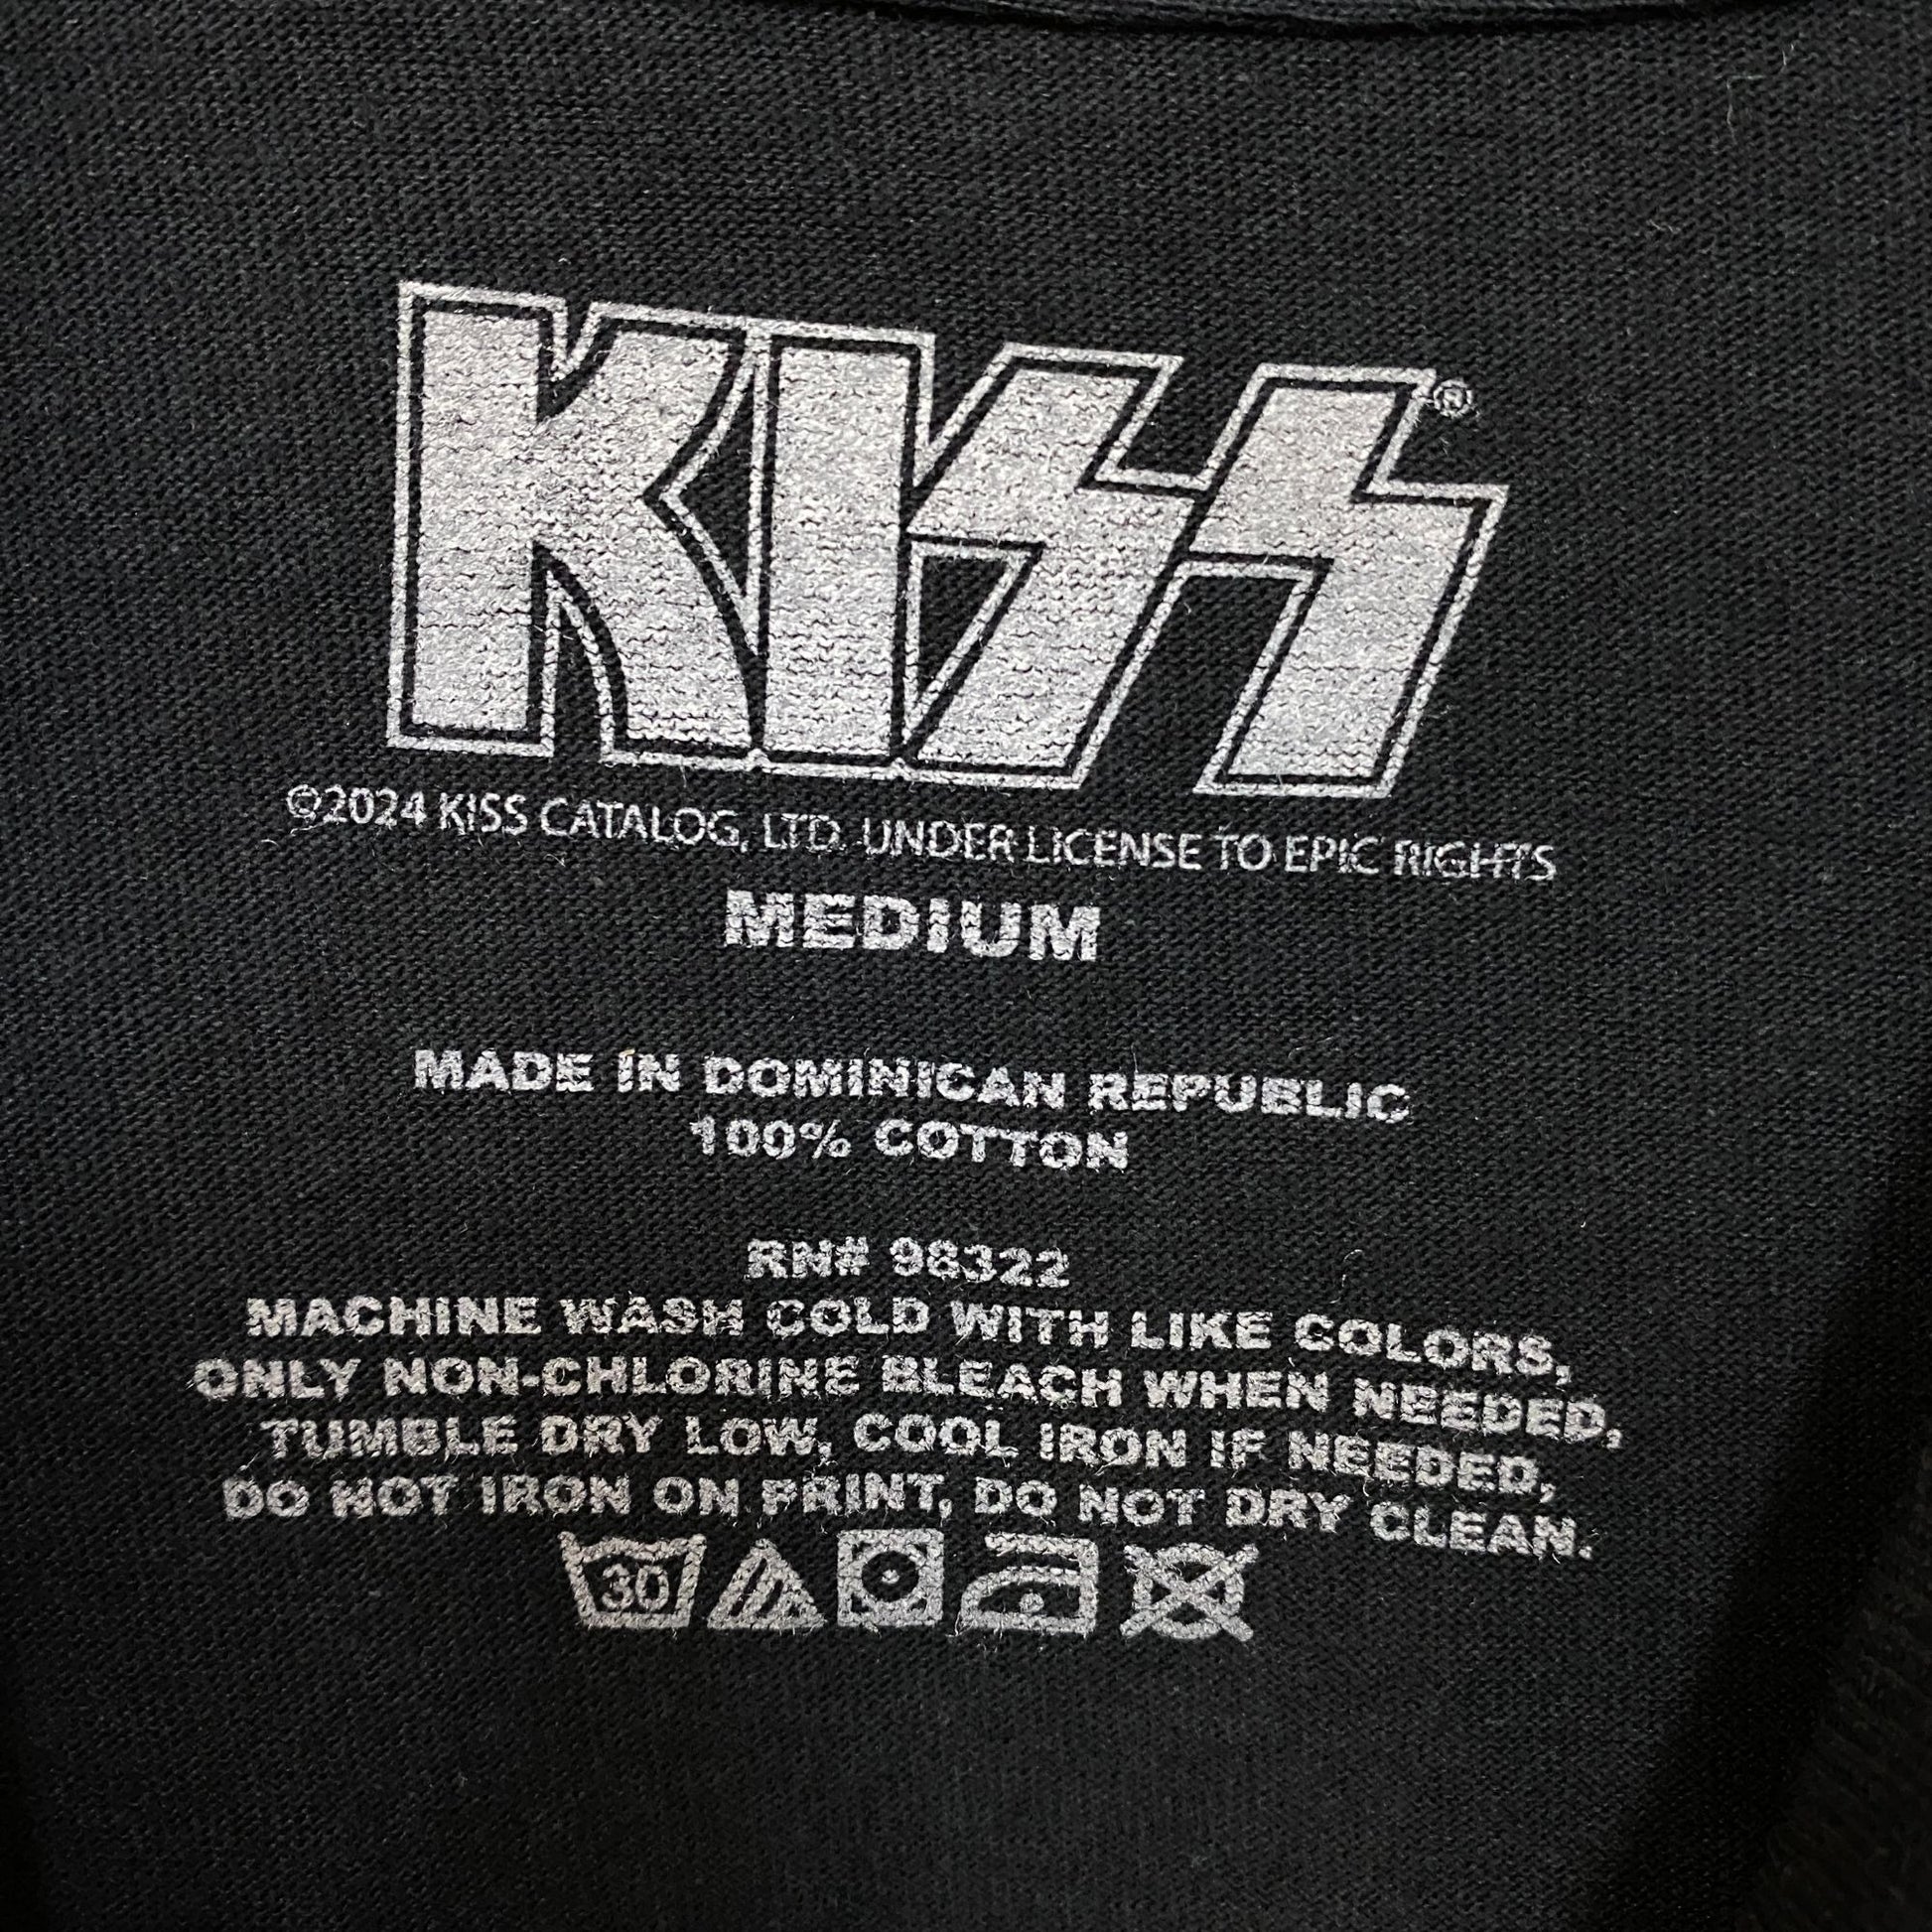 KISS®
©2024 KISS CATALOG, LTD. UNDER LICENSE TO EPIC RIGHTS
MEDIUM
MADE IN DOMINICAN REPUBLIC
100% COTTON
RN# 98322
MACHINE WASH COLD WITH LIKE COLORS,
ONLY NON-CHLORINE BLEACH WHEN NEEDED,
TUMBLE DRY LOW, COOL IRON IF NEEDED,
DO NOT IRON ON PRINT, DO NOT DRY CLEAN.
30